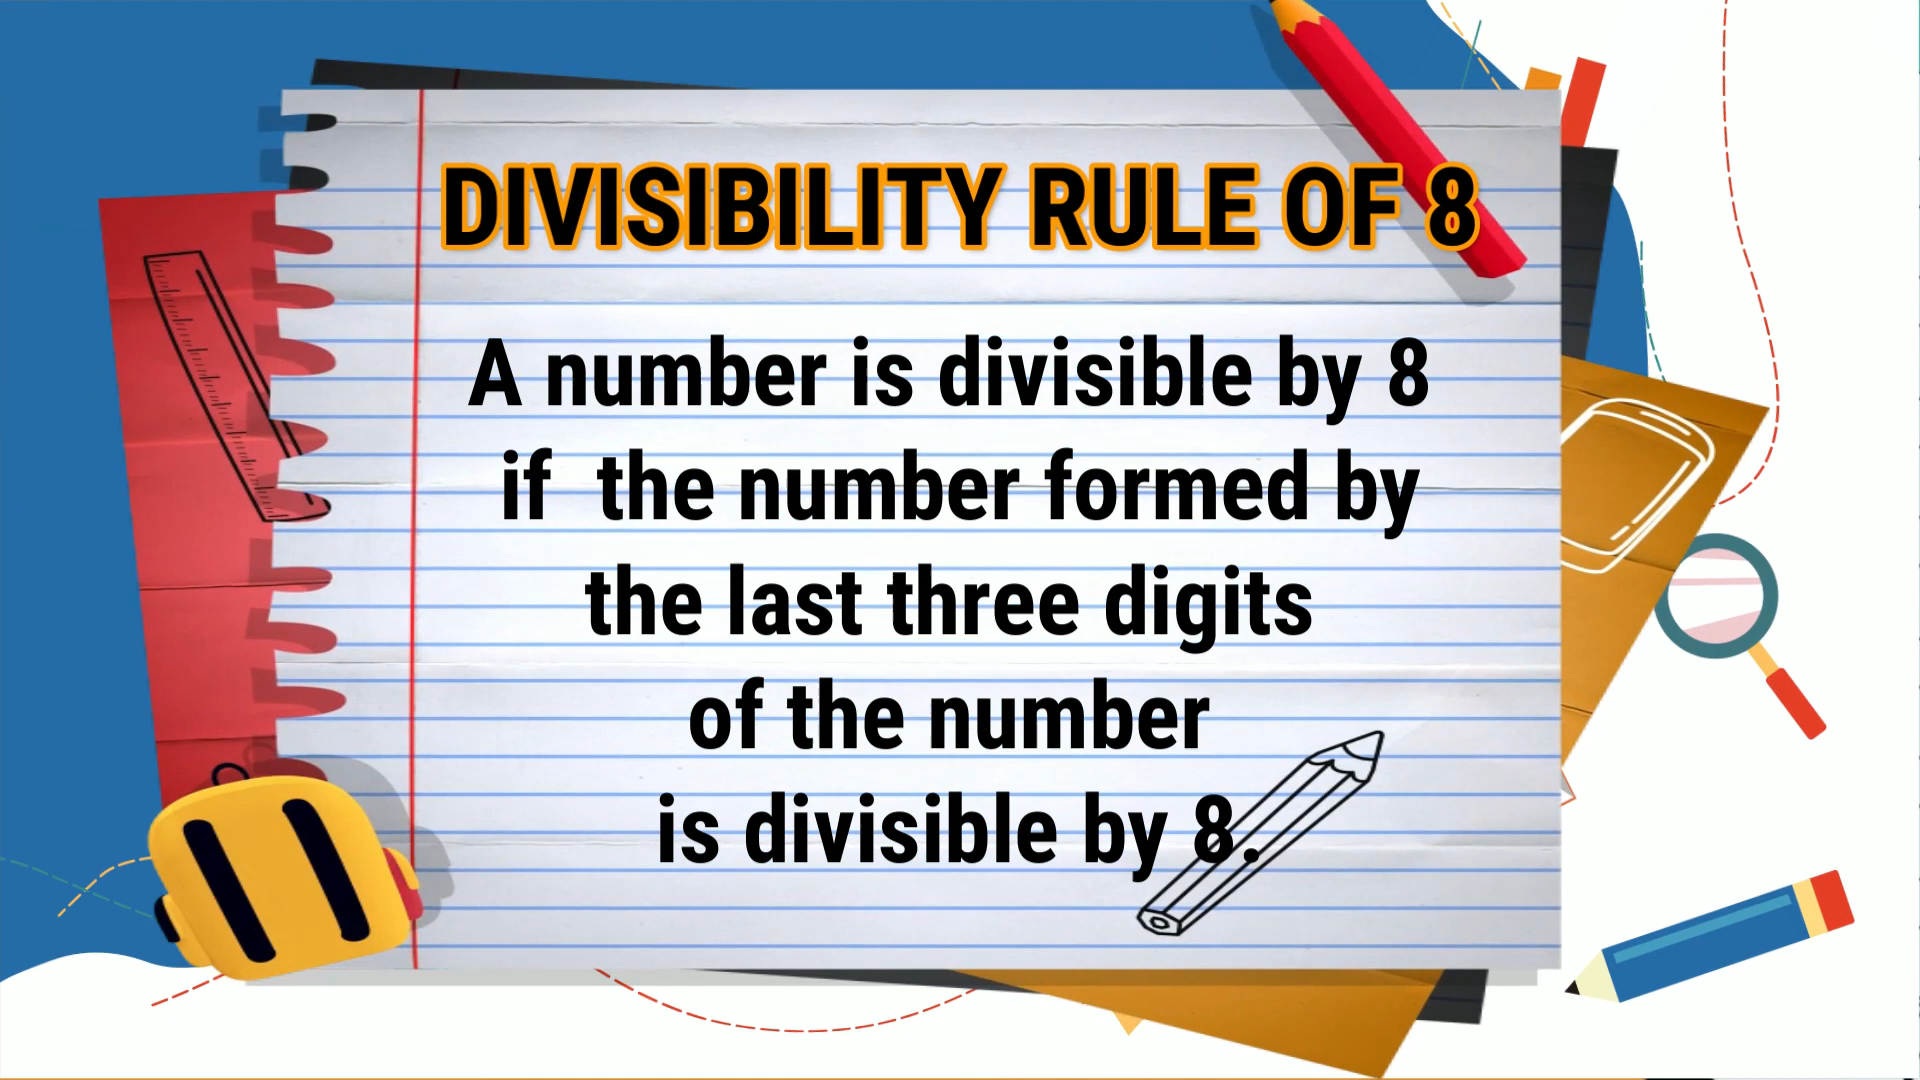 DIVISIBILITY RULE OF 8
A number is divisible by 8
if the number formed by
the last three digits
of the number
is divisible by 8.